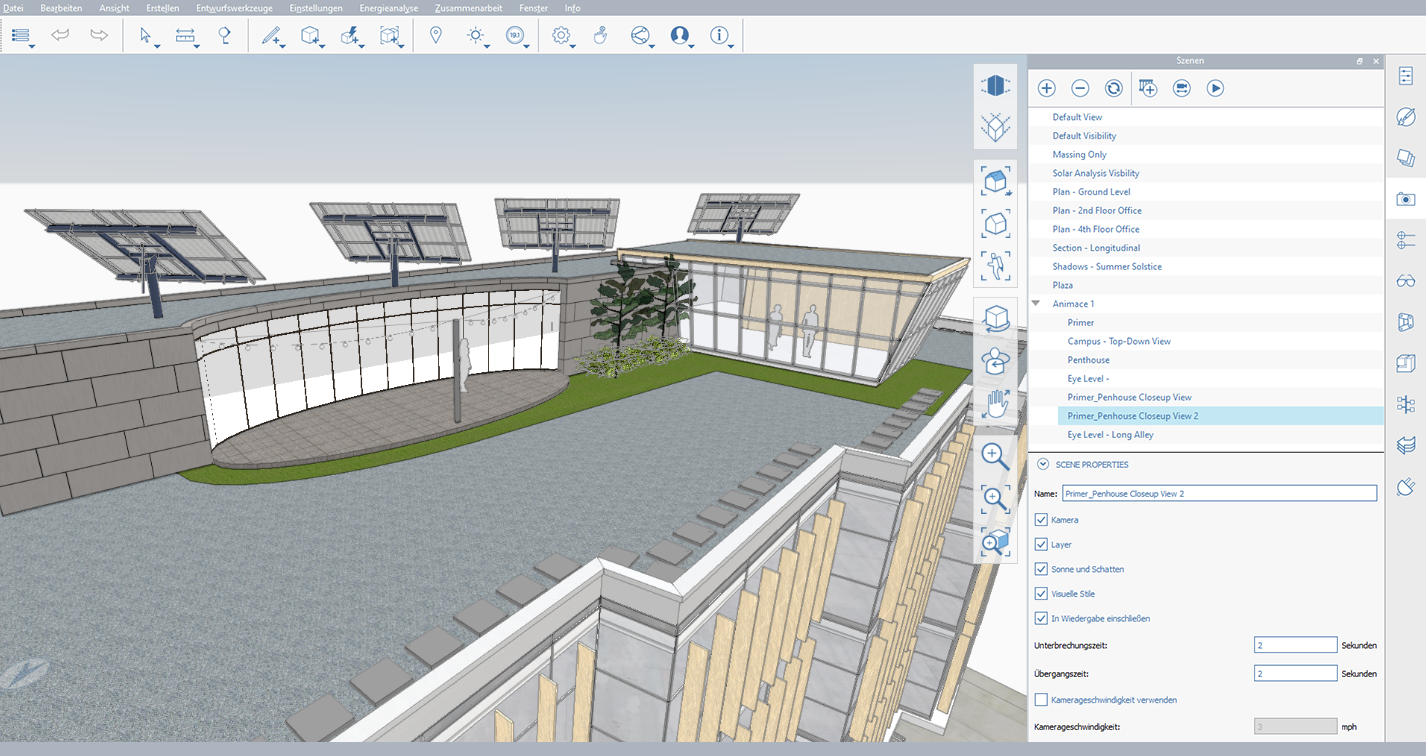 Datei Bearbeiten Ansicht Erstellen Entwurfswerkzeuge Einstellungen Energieanalyse Zusammenarbeit Fenster Info
19.1
Szenen
Default View
Default Visibility
Massing Only
Solar Analysis Visbility
Plan - Ground Level
Plan - 2nd Floor Office
Plan - 4th Floor Office
Section - Longitudinal
Shadows - Summer Solstice
Plaza
Animace 1
Primer
Campus - Top-Down View
Penthouse
Eye Level -
Primer_Penhouse Closeup View
Primer_Penhouse Closeup View 2
Eye Level - Long Alley
SCENE PROPERTIES
Name: Primer_Penhouse Closeup View 2
Kamera
Layer
Sonne und Schatten
Visuelle Stile
In Wiedergabe einschließen
Unterbrechungszeit: 2 Sekunden
Übergangszeit: 2 Sekunden
Kamerageschwindigkeit verwenden
Kamerageschwindigkeit: 3 mph